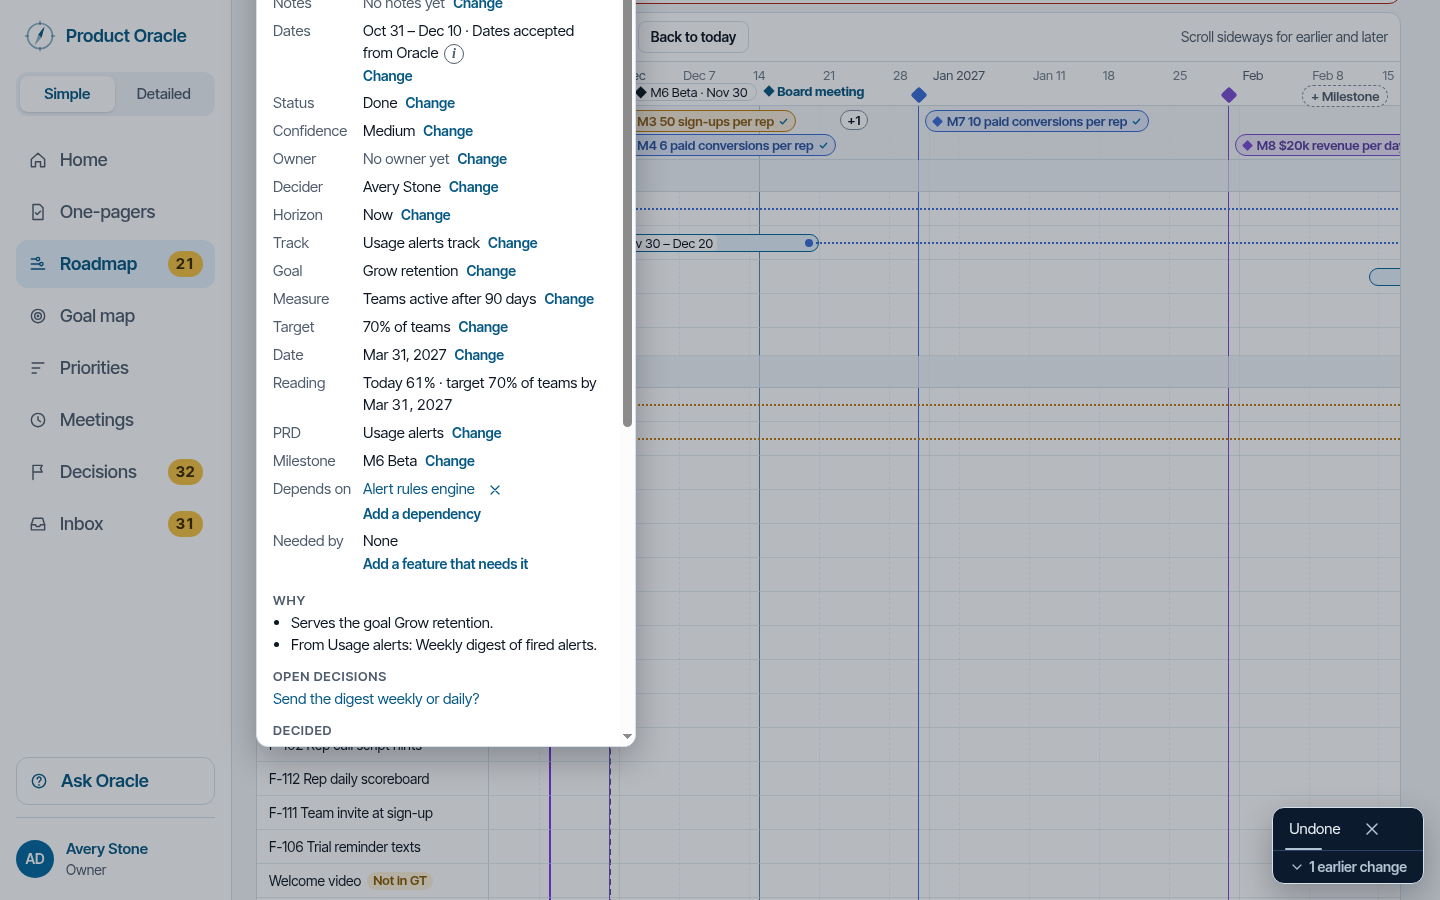 Product Oracle
Simple
Detailed
Home
One-pagers
Roadmap
21
Goal map
Priorities
Meetings
Decisions
32
Inbox
31
Ask Oracle
AD
Avery Stone
Owner
Notes
No notes yet Change
Dates
Oct 31 – Dec 10 · Dates accepted
from Oracle i
Change
Status
Done Change
Confidence
Medium Change
Owner
No owner yet Change
Decider
Avery Stone Change
Horizon
Now Change
Track
Usage alerts track Change
Goal
Grow retention Change
Measure
Teams active after 90 days Change
Target
70% of teams Change
Date
Mar 31, 2027 Change
Reading
Today 61% · target 70% of teams by
Mar 31, 2027
PRD
Usage alerts Change
Milestone
M6 Beta Change
Depends on
Alert rules engine
Add a dependency
Needed by
None
Add a feature that needs it
WHY
• Serves the goal Grow retention.
• From Usage alerts: Weekly digest of fired alerts.
OPEN DECISIONS
Send the digest weekly or daily?
DECIDED
F-112 Rep daily scoreboard
F-111 Team invite at sign-up
F-106 Trial reminder texts
Welcome video Not in GT
Back to today
Scroll sideways for earlier and later
Dec 7
14
21
28
Jan 2027
Jan 11
18
25
Feb
Feb 8
15
M6 Beta · Nov 30
Board meeting
+ Milestone
M3 50 sign-ups per rep
+1
M7 10 paid conversions per rep
M4 6 paid conversions per rep
M8 $20k revenue per
30 – Dec 20
Undone
1 earlier change